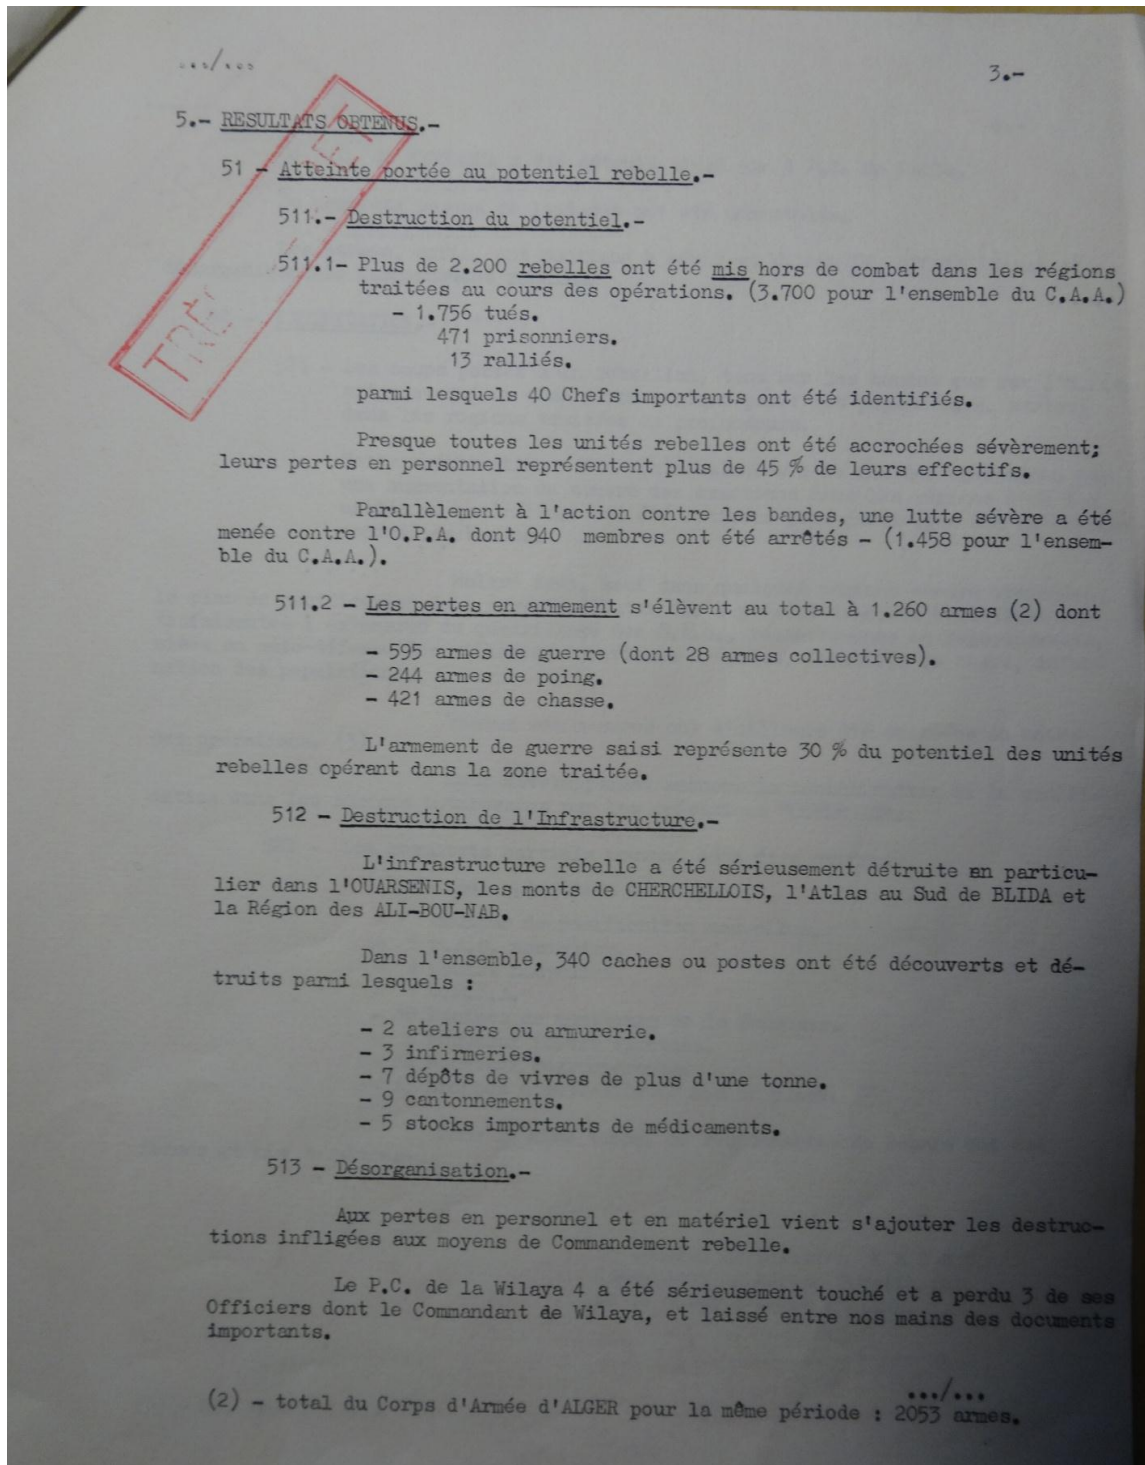 .../...
3.-
5.- RESULTATS OBTENUS.-
51 - Atteinte portée au potentiel rebelle.-
511.- Destruction du potentiel.-
511.1- Plus de 2.200 rebelles ont été mis hors de combat dans les régions
traitées au cours des opérations. (3.700 pour l'ensemble du C.A.A.)
- 1.756 tués.
471 prisonniers.
13 ralliés.
parmi lesquels 40 Chefs importants ont été identifiés.
Presque toutes les unités rebelles ont été accrochées sévèrement;
leurs pertes en personnel représentent plus de 45 % de leurs effectifs.
Parallèlement à l'action contre les bandes, une lutte sévère a été
menée contre l'O.P.A. dont 940 membres ont été arrêtés - (1.458 pour l'ensem-
ble du C.A.A.).
511.2 - Les pertes en armement s'élèvent au total à 1.260 armes (2) dont
- 595 armes de guerre (dont 28 armes collectives).
- 244 armes de poing.
- 421 armes de chasse.
L'armement de guerre saisi représente 30 % du potentiel des unités
rebelles opérant dans la zone traitée.
512 - Destruction de l'Infrastructure.-
L'infrastructure rebelle a été sérieusement détruite en particu-
lier dans l'OUARSENIS, les monts de CHERCHELLOIS, l'Atlas au Sud de BLIDA et
la Région des ALI-BOU-NAB.
Dans l'ensemble, 340 caches ou postes ont été découverts et dé-
truits parmi lesquels :
- 2 ateliers ou armurerie.
- 3 infirmeries.
- 7 dépôts de vivres de plus d'une tonne.
- 9 cantonnements.
- 5 stocks importants de médicaments.
513 - Désorganisation.-
Aux pertes en personnel et en matériel vient s'ajouter les destruc-
tions infligées aux moyens de Commandement rebelle.
Le P.C. de la Wilaya 4 a été sérieusement touché et a perdu 3 de ses
Officiers dont le Commandant de Wilaya, et laissé entre nos mains des documents
importants.
.../...
(2) - total du Corps d'Armée d'ALGER pour la même période : 2053 armes.